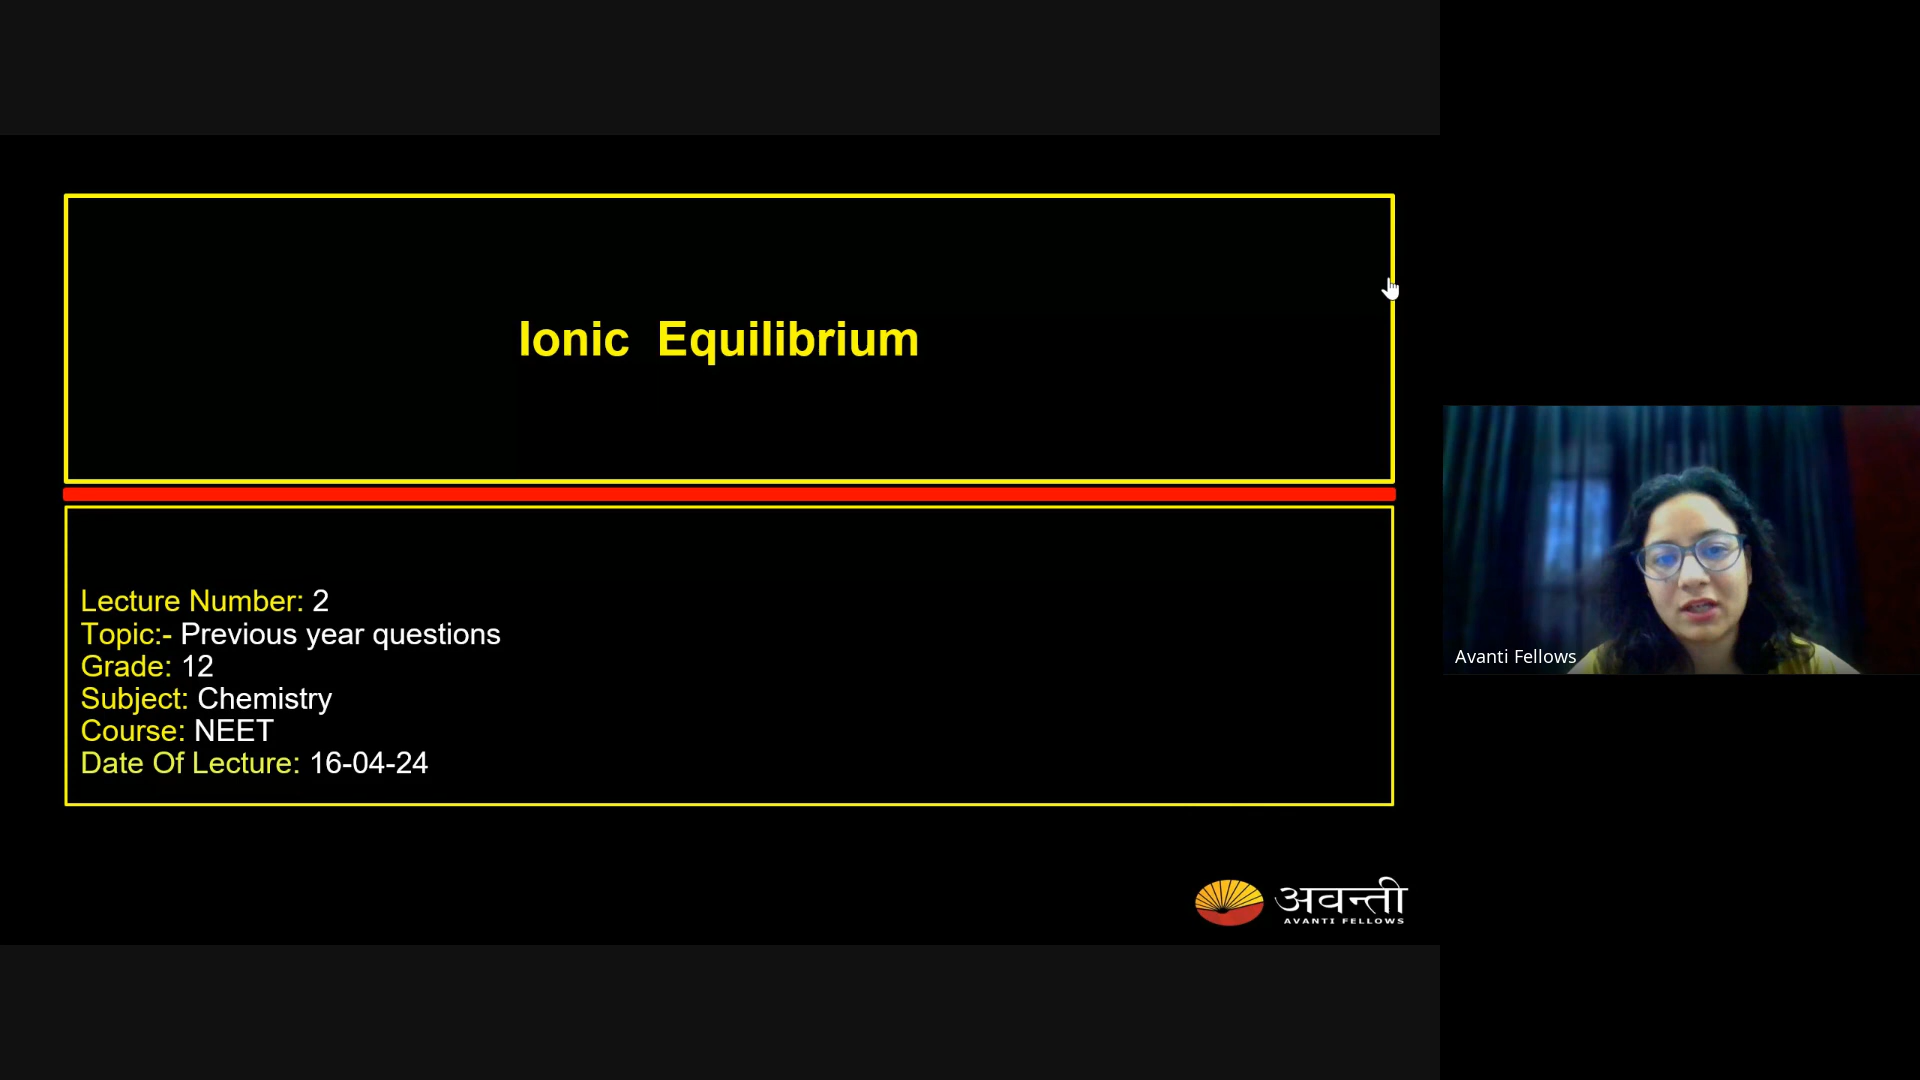 Ionic Equilibrium
Lecture Number: 2
Topic:- Previous year questions
Grade: 12
Subject: Chemistry
Course: NEET
Date Of Lecture: 16-04-24
Avanti Fellows
अवन्ती
AVANTI FELLOWS